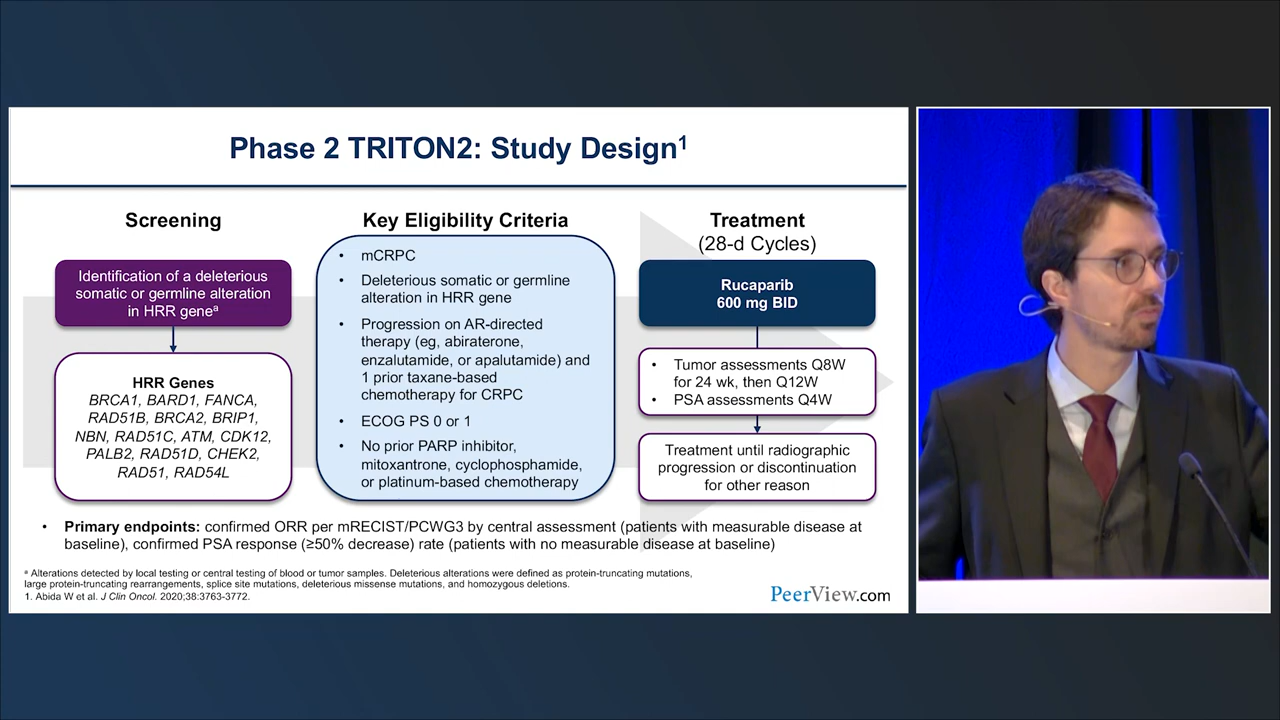 Phase 2 TRITON2: Study Design¹
Screening
Identification of a deleterious
somatic or germline alteration
in HRR geneᵃ
HRR Genes
BRCA1, BARD1, FANCA,
RAD51B, BRCA2, BRIP1,
NBN, RAD51C, ATM, CDK12,
PALB2, RAD51D, CHEK2,
RAD51, RAD54L
Key Eligibility Criteria
• mCRPC
• Deleterious somatic or germline
alteration in HRR gene
• Progression on AR-directed
therapy (eg, abiraterone,
enzalutamide, or apalutamide) and
1 prior taxane-based
chemotherapy for CRPC
• ECOG PS 0 or 1
• No prior PARP inhibitor,
mitoxantrone, cyclophosphamide,
or platinum-based chemotherapy
Treatment
(28-d Cycles)
Rucaparib
600 mg BID
• Tumor assessments Q8W
for 24 wk, then Q12W
• PSA assessments Q4W
Treatment until radiographic
progression or discontinuation
for other reason
• Primary endpoints: confirmed ORR per mRECIST/PCWG3 by central assessment (patients with measurable disease at
baseline), confirmed PSA response (≥50% decrease) rate (patients with no measurable disease at baseline)
ᵃ Alterations detected by local testing or central testing of blood or tumor samples. Deleterious alterations were defined as protein-truncating mutations,
large protein-truncating rearrangements, splice site mutations, deleterious missense mutations, and homozygous deletions.
1. Abida W et al. J Clin Oncol. 2020;38:3763-3772.
PeerView.com